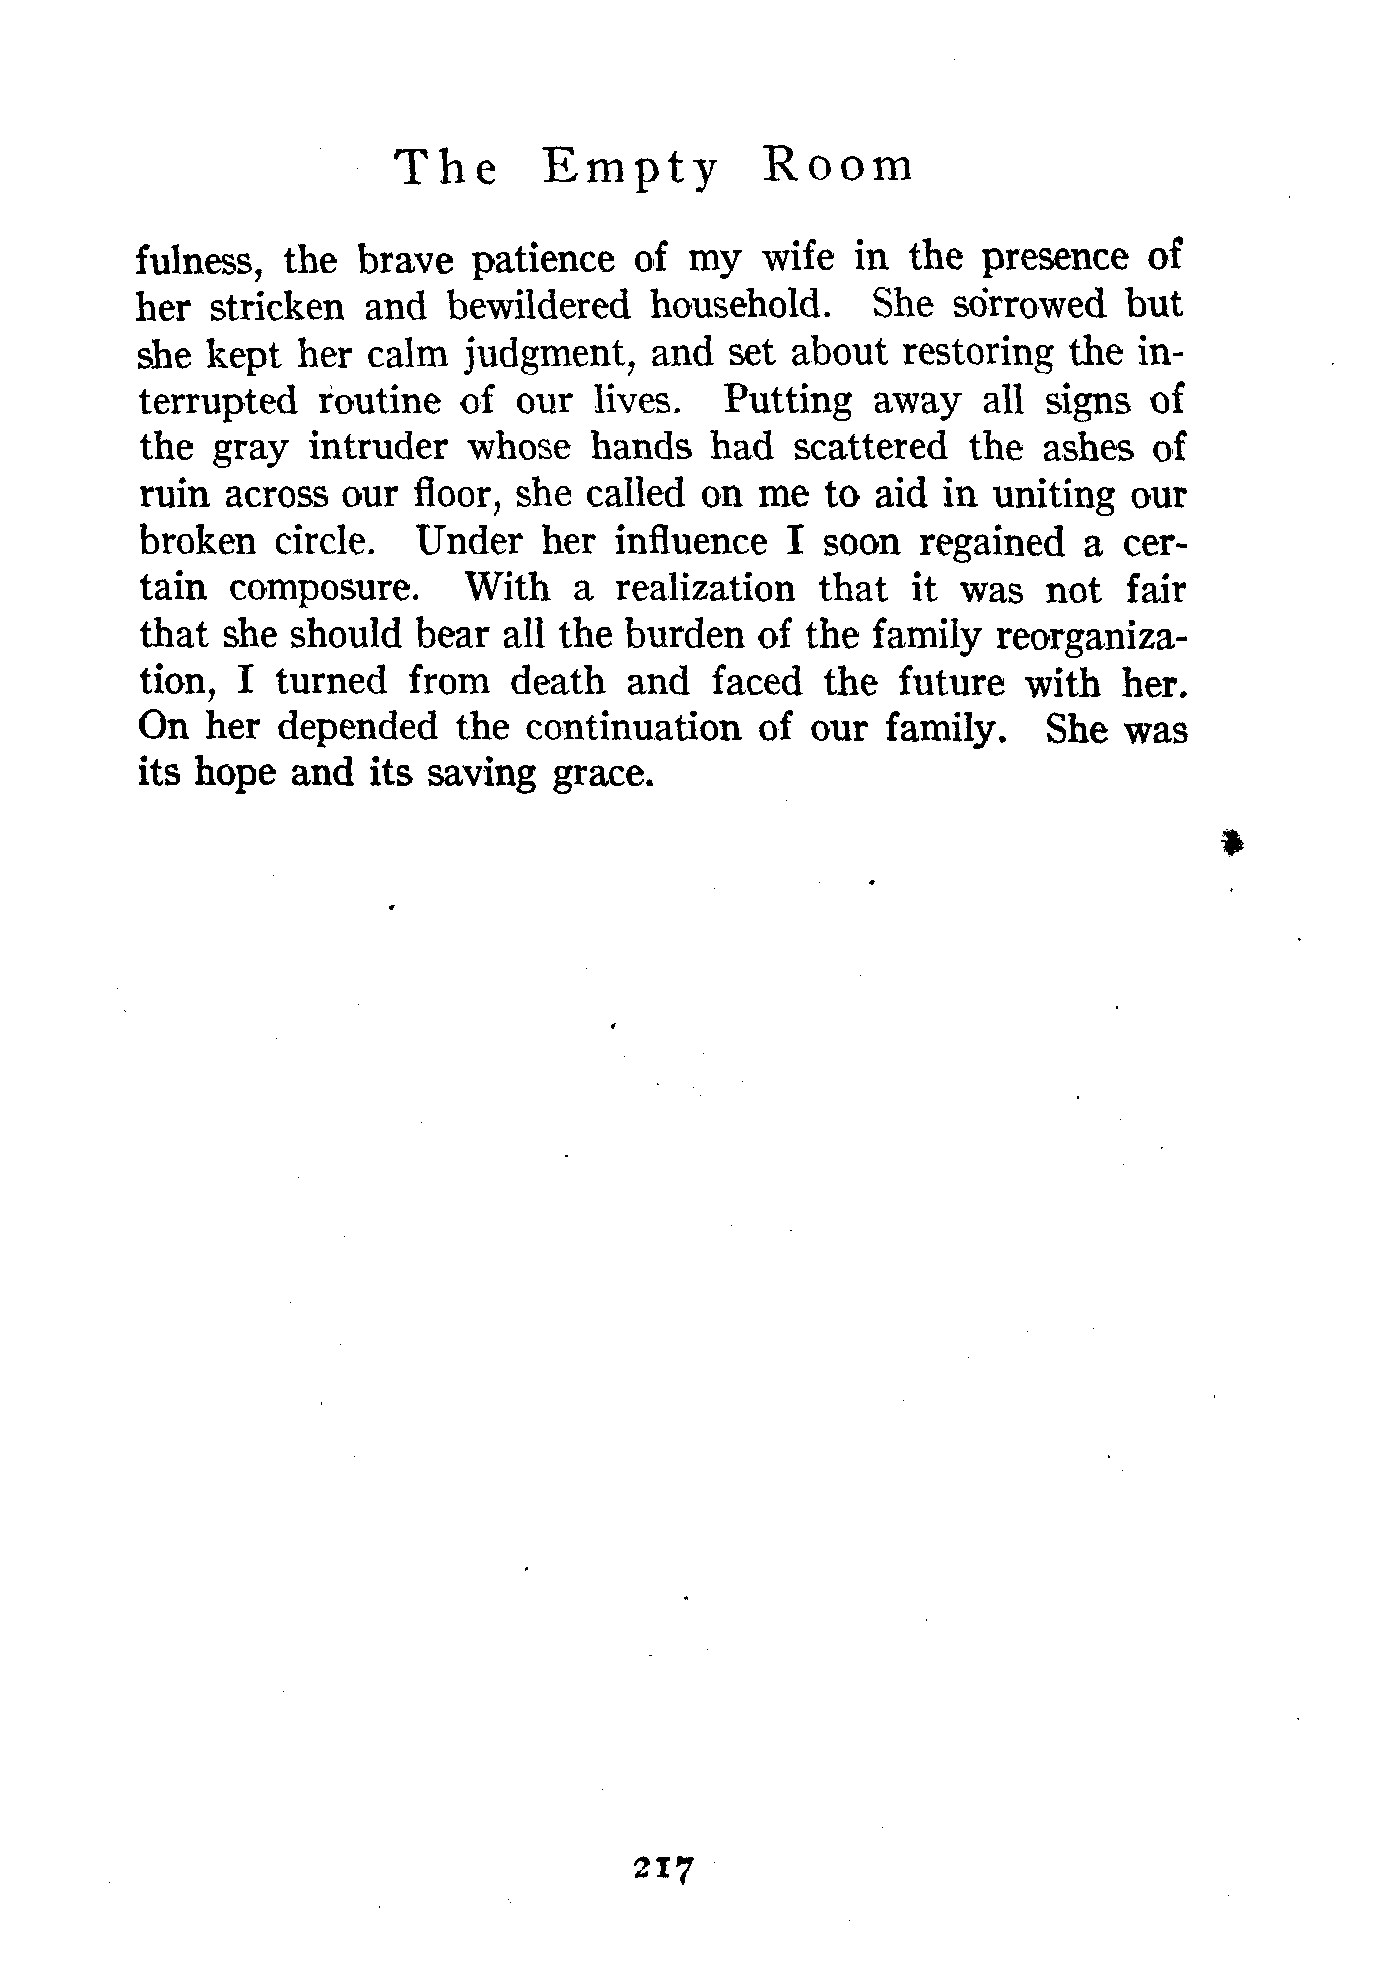 The Empty Room
fulness, the brave patience of my wife in the presence of
her stricken and bewildered household. She sorrowed but
she kept her calm judgment, and set about restoring the in-
terrupted routine of our lives. Putting away all signs of
the gray intruder whose hands had scattered the ashes of
ruin across our floor, she called on me to aid in uniting our
broken circle. Under her influence I soon regained a cer-
tain composure. With a realization that it was not fair
that she should bear all the burden of the family reorganiza-
tion, I turned from death and faced the future with her.
On her depended the continuation of our family. She was
its hope and its saving grace.
217